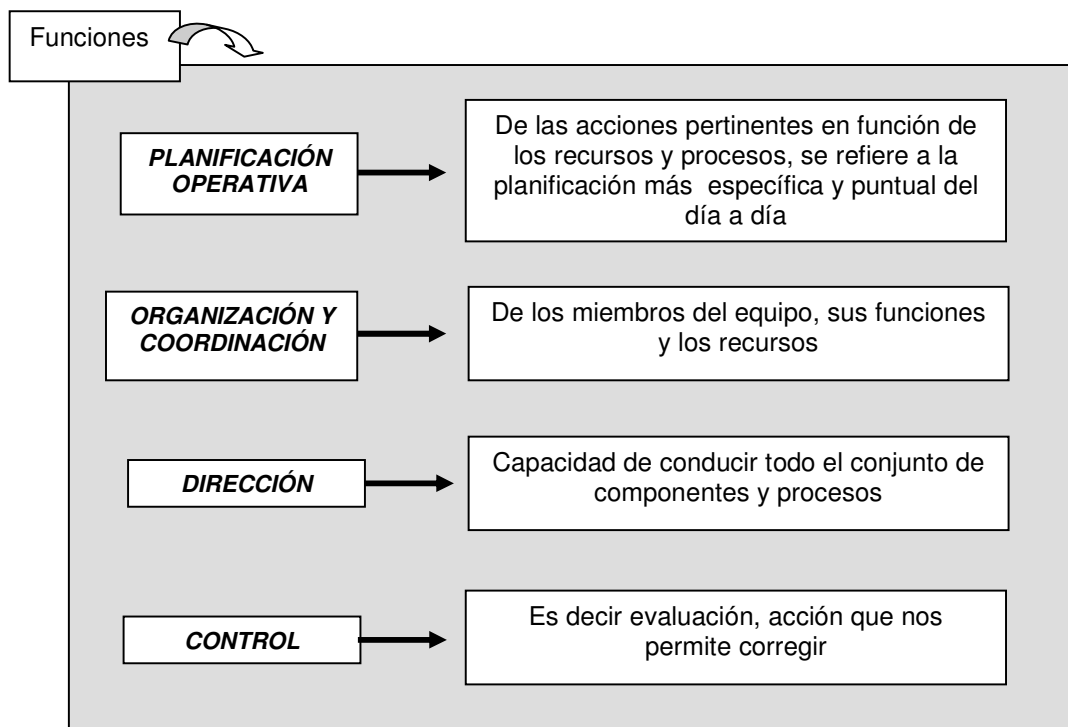 Funciones
PLANIFICACIÓN
OPERATIVA
De las acciones pertinentes en función de
los recursos y procesos, se refiere a la
planificación más específica y puntual del
día a día
ORGANIZACIÓN Y
COORDINACIÓN
De los miembros del equipo, sus funciones
y los recursos
DIRECCIÓN
Capacidad de conducir todo el conjunto de
componentes y procesos
CONTROL
Es decir evaluación, acción que nos
permite corregir